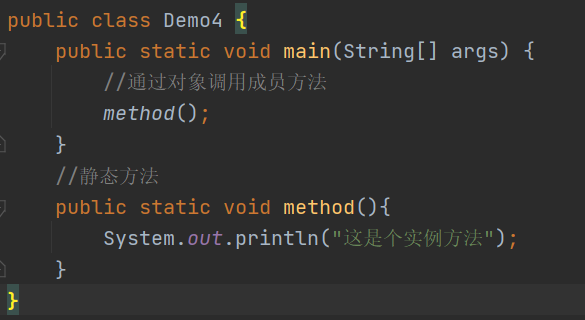 public class Demo4 {
    public static void main(String[] args) {
        //通过对象调用成员方法
        method();
    }
    //静态方法
    public static void method(){
        System.out.println("这是个实例方法");
    }
}